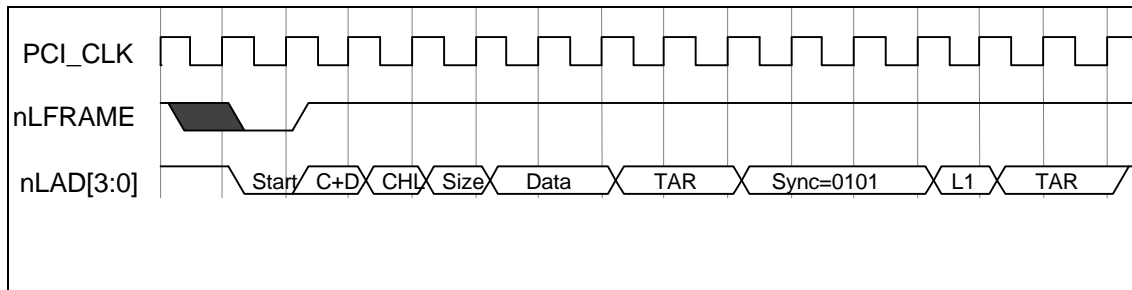 PCI_CLK
nLFRAME
nLAD[3:0]
Start C+D CHL Size Data TAR Sync=0101 L1 TAR